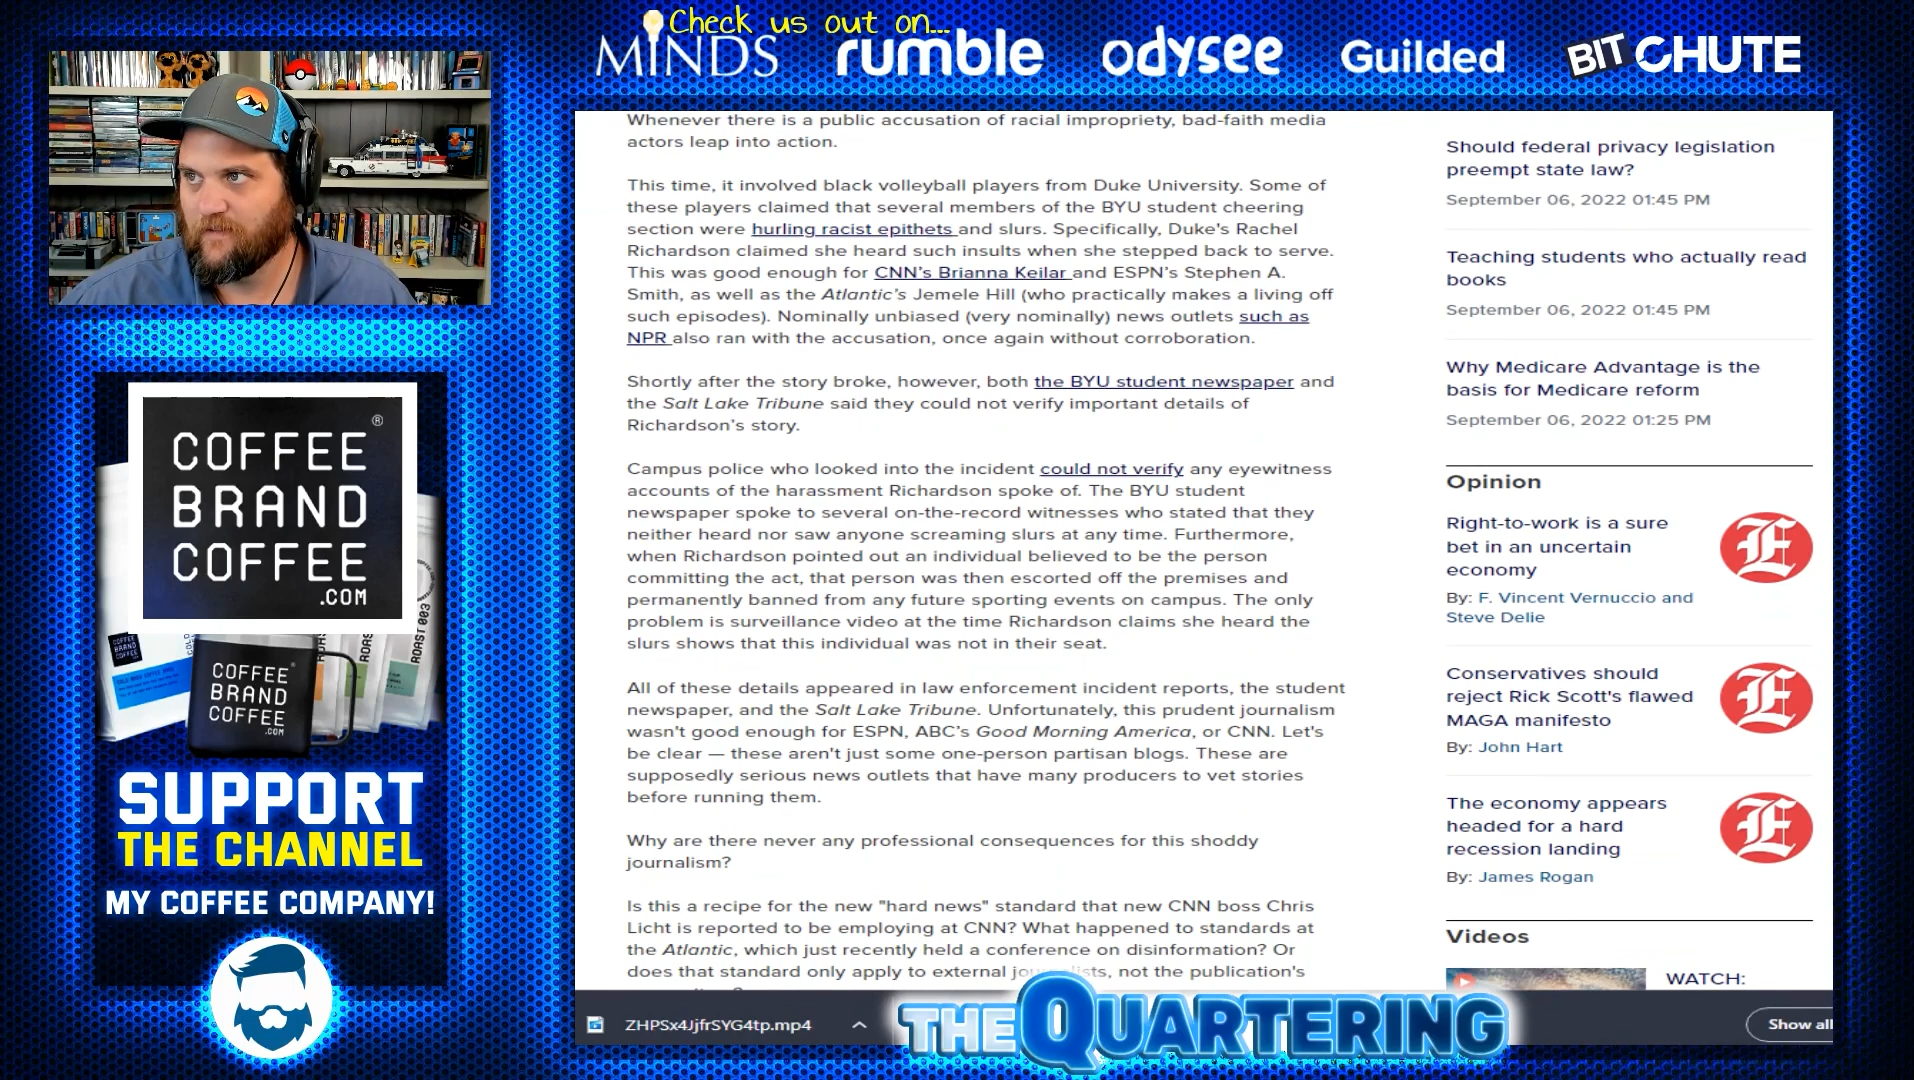 Check us out on...
MINDS
rumble
odysee
Guilded
BITCHUTE
Whenever there is a public accusation of racial impropriety, bad-faith media
actors leap into action.
This time, it involved black volleyball players from Duke University. Some of
these players claimed that several members of the BYU student cheering
section were hurling racist epithets and slurs. Specifically, Duke's Rachel
Richardson claimed she heard such insults when she stepped back to serve.
This was good enough for CNN's Brianna Keilar and ESPN's Stephen A.
Smith, as well as the Atlantic's Jemele Hill (who practically makes a living off
such episodes). Nominally unbiased (very nominally) news outlets such as
NPR also ran with the accusation, once again without corroboration.
Shortly after the story broke, however, both the BYU student newspaper and
the Salt Lake Tribune said they could not verify important details of
Richardson's story.
Campus police who looked into the incident could not verify any eyewitness
accounts of the harassment Richardson spoke of. The BYU student
newspaper spoke to several on-the-record witnesses who stated that they
neither heard nor saw anyone screaming slurs at any time. Furthermore,
when Richardson pointed out an individual believed to be the person
committing the act, that person was then escorted off the premises and
permanently banned from any future sporting events on campus. The only
problem is surveillance video at the time Richardson claims she heard the
slurs shows that this individual was not in their seat.
All of these details appeared in law enforcement incident reports, the student
newspaper, and the Salt Lake Tribune. Unfortunately, this prudent journalism
wasn't good enough for ESPN, ABC's Good Morning America, or CNN. Let's
be clear — these aren't just some one-person partisan blogs. These are
supposedly serious news outlets that have many producers to vet stories
before running them.
Why are there never any professional consequences for this shoddy
journalism?
Is this a recipe for the new "hard news" standard that new CNN boss Chris
Licht is reported to be employing at CNN? What happened to standards at
the Atlantic, which just recently held a conference on disinformation? Or
does that standard only apply to external journalists, not the publication's
Should federal privacy legislation
preempt state law?
September 06, 2022 01:45 PM
Teaching students who actually read
books
September 06, 2022 01:45 PM
Why Medicare Advantage is the
basis for Medicare reform
September 06, 2022 01:25 PM
Opinion
Right-to-work is a sure
bet in an uncertain
economy
By: F. Vincent Vernuccio and
Steve Delie
Conservatives should
reject Rick Scott's flawed
MAGA manifesto
By: John Hart
The economy appears
headed for a hard
recession landing
By: James Rogan
Videos
WATCH:
COFFEE ®
BRAND
COFFEE
.COM
COFFEE
BRAND
COFFEE
.COM
ROAST 003
SUPPORT
THE CHANNEL
MY COFFEE COMPANY!
ZHPSx4JjfrSYG4tp.mp4
THE QUARTERING
Show all